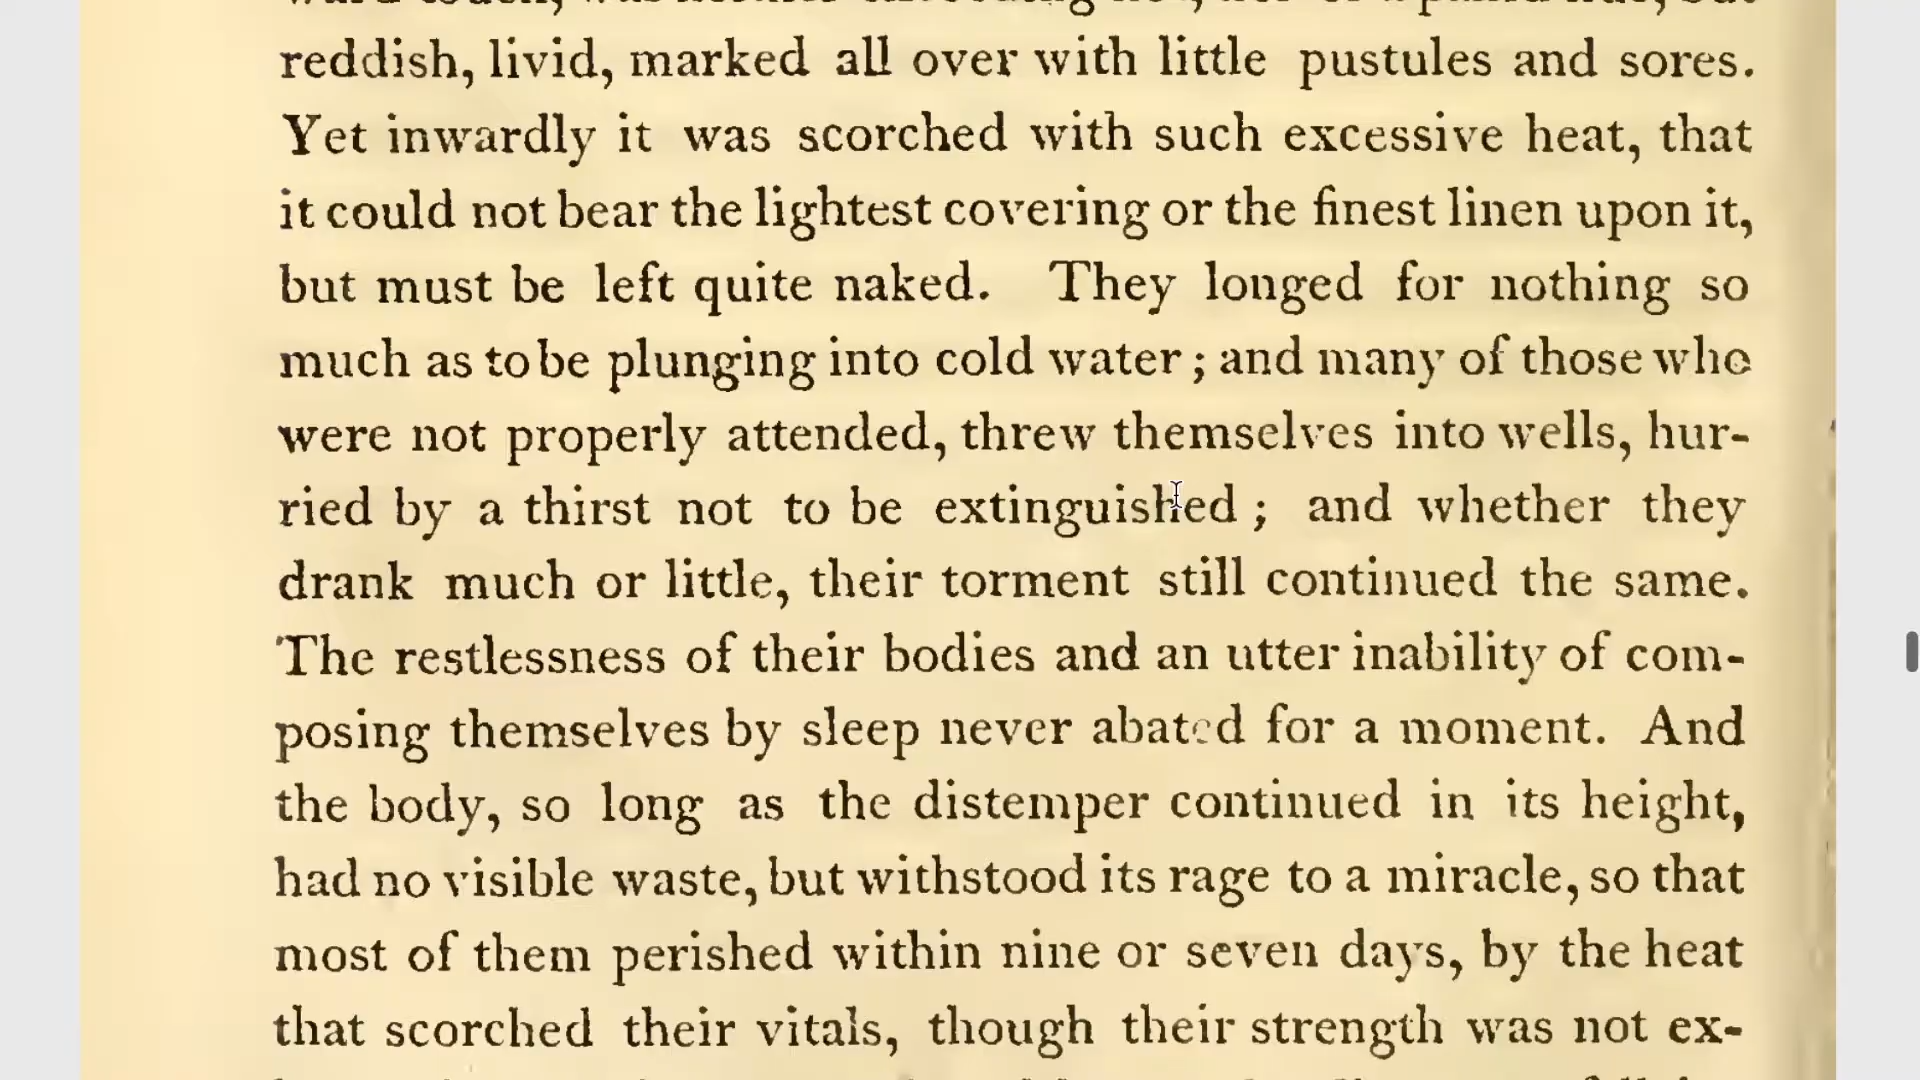 reddish, livid, marked all over with little pustules and sores.
Yet inwardly it was scorched with such excessive heat, that
it could not bear the lightest covering or the finest linen upon it,
but must be left quite naked. They longed for nothing so
much as to be plunging into cold water; and many of those who
were not properly attended, threw themselves into wells, hur-
ried by a thirst not to be extinguished; and whether they
drank much or little, their torment still continued the same.
The restlessness of their bodies and an utter inability of com-
posing themselves by sleep never abated for a moment. And
the body, so long as the distemper continued in its height,
had no visible waste, but withstood its rage to a miracle, so that
most of them perished within nine or seven days, by the heat
that scorched their vitals, though their strength was not ex-